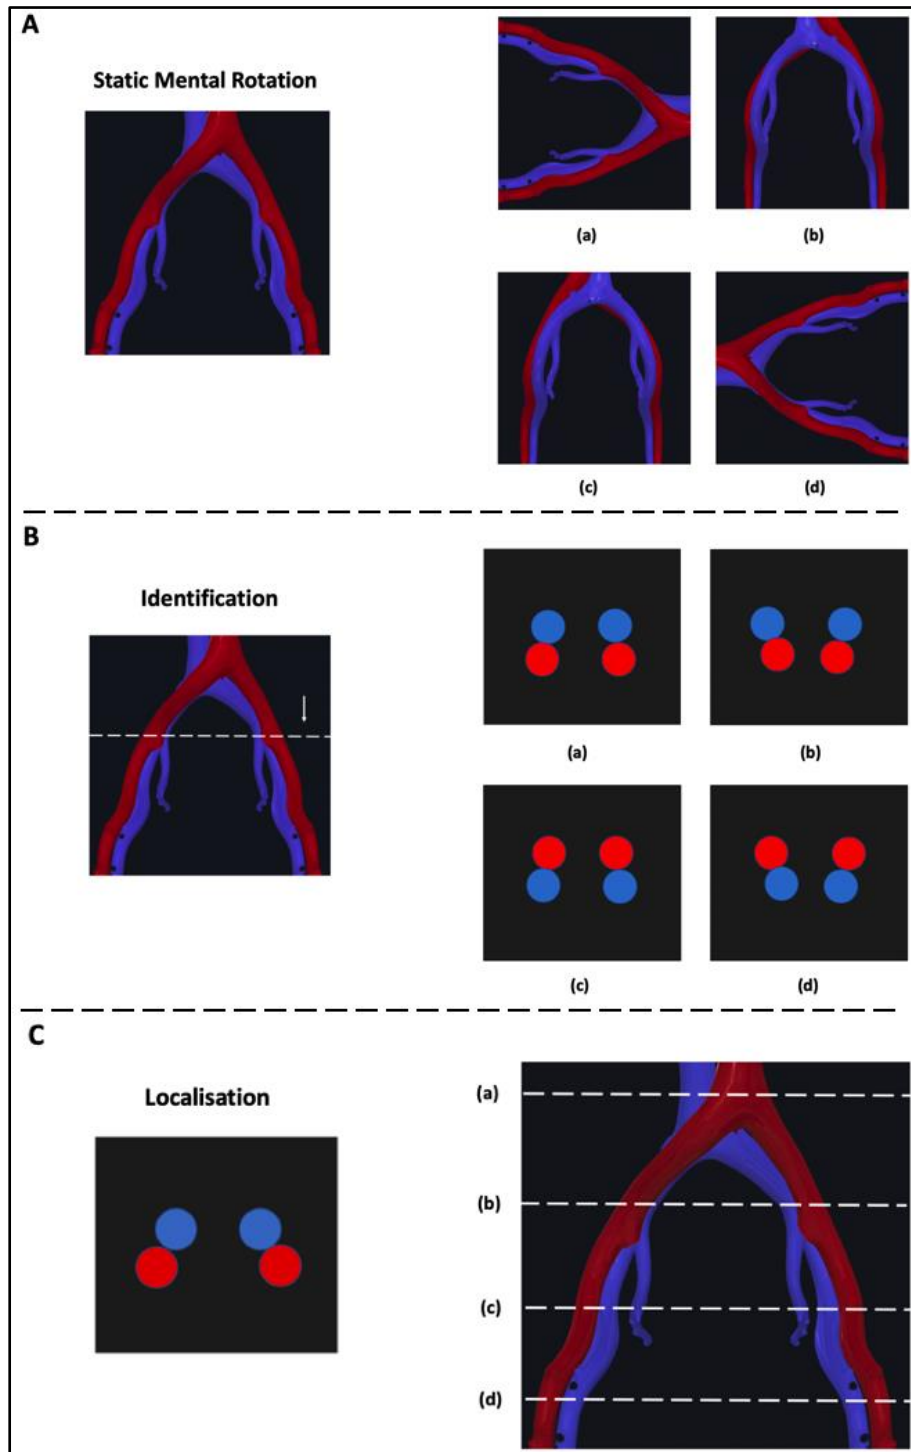 A
Static Mental Rotation
(a)
(b)
(c)
(d)
B
Identification
(a)
(b)
(c)
(d)
C
Localisation
(a)
(b)
(c)
(d)